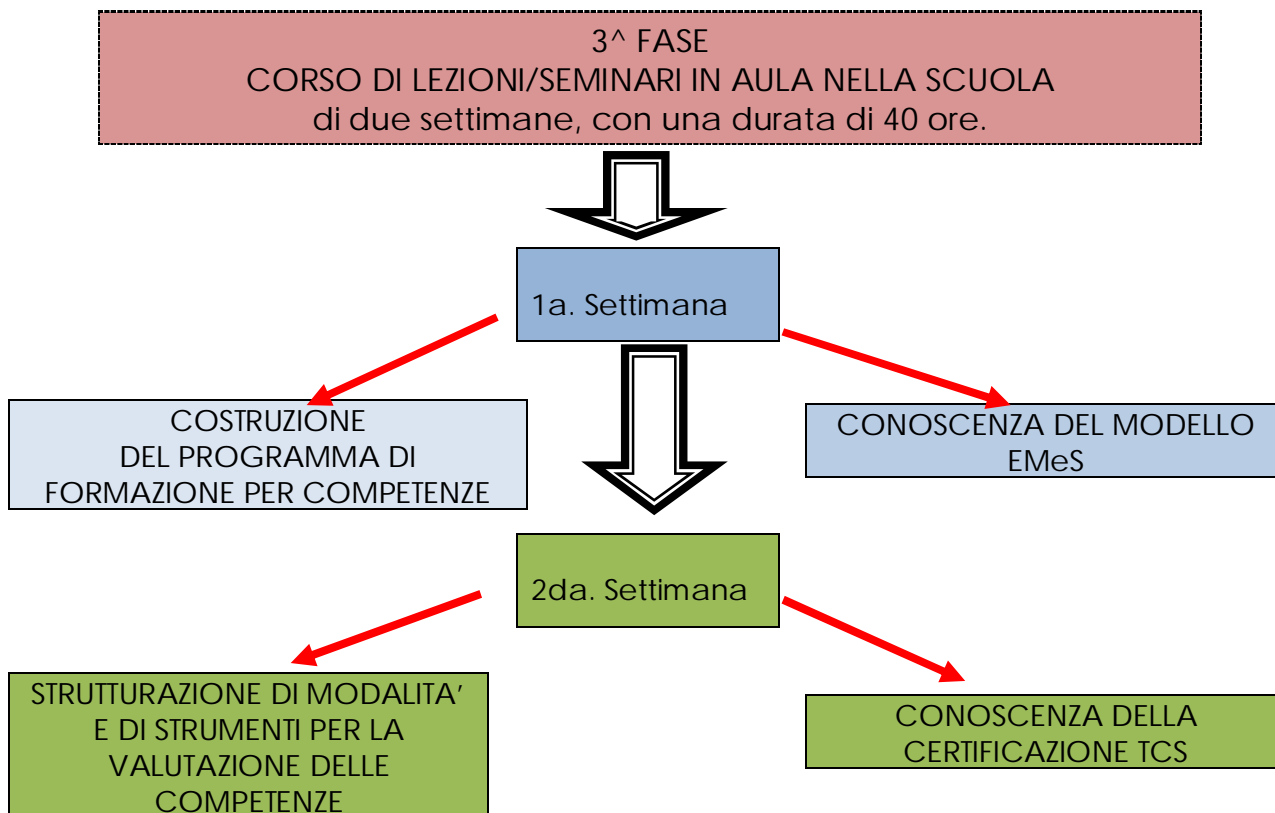 3^ FASE
CORSO DI LEZIONI/SEMINARI IN AULA NELLA SCUOLA
di due settimane, con una durata di 40 ore.
1a. Settimana
COSTRUZIONE
DEL PROGRAMMA DI
FORMAZIONE PER COMPETENZE
CONOSCENZA DEL MODELLO
EMeS
2da. Settimana
STRUTTURAZIONE DI MODALITA’
E DI STRUMENTI PER LA
VALUTAZIONE DELLE
COMPETENZE
CONOSCENZA DELLA
CERTIFICAZIONE TCS